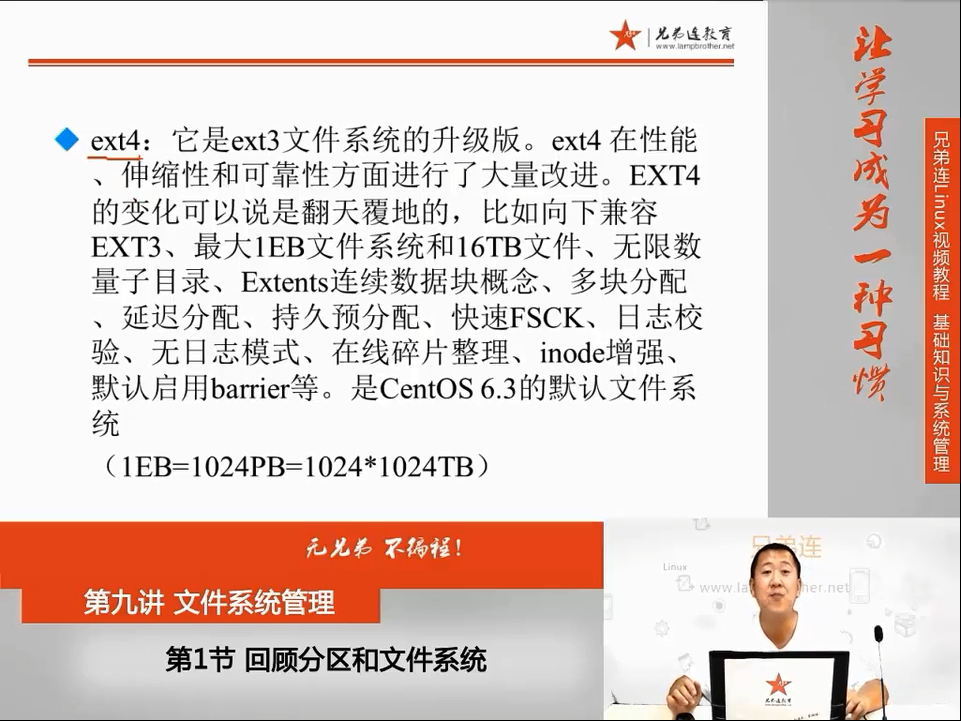 兄弟连教育
www.lampbrother.net
ext4：它是ext3文件系统的升级版。ext4 在性能
、伸缩性和可靠性方面进行了大量改进。EXT4
的变化可以说是翻天覆地的，比如向下兼容
EXT3、最大1EB文件系统和16TB文件、无限数
量子目录、Extents连续数据块概念、多块分配
、延迟分配、持久预分配、快速FSCK、日志校
验、无日志模式、在线碎片整理、inode增强、
默认启用barrier等。是CentOS 6.3的默认文件系
统
（1EB=1024PB=1024*1024TB）
让学习成为一种习惯
兄弟连Linux视频教程 基础知识与系统管理
无兄弟 不编程！
第九讲 文件系统管理
第1节 回顾分区和文件系统
兄弟连
Linux
www.la
her.net
兄弟连教育